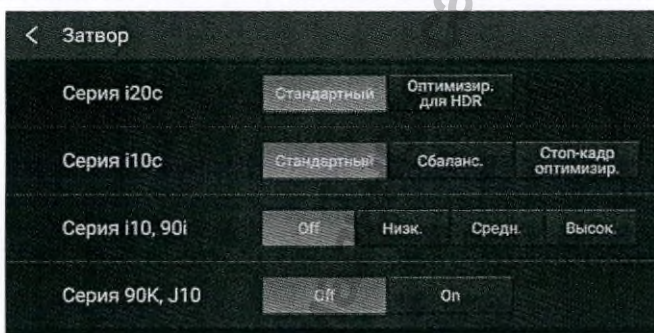 < Затвор
Серия i20c Стандартный Оптимизир. для HDR
Серия i10c Стандартный Сбаланс. Стоп-кадр оптимизир.
Серия i10, 90i Off Низк. Средн. Высок.
Серия 90K, J10 Off On